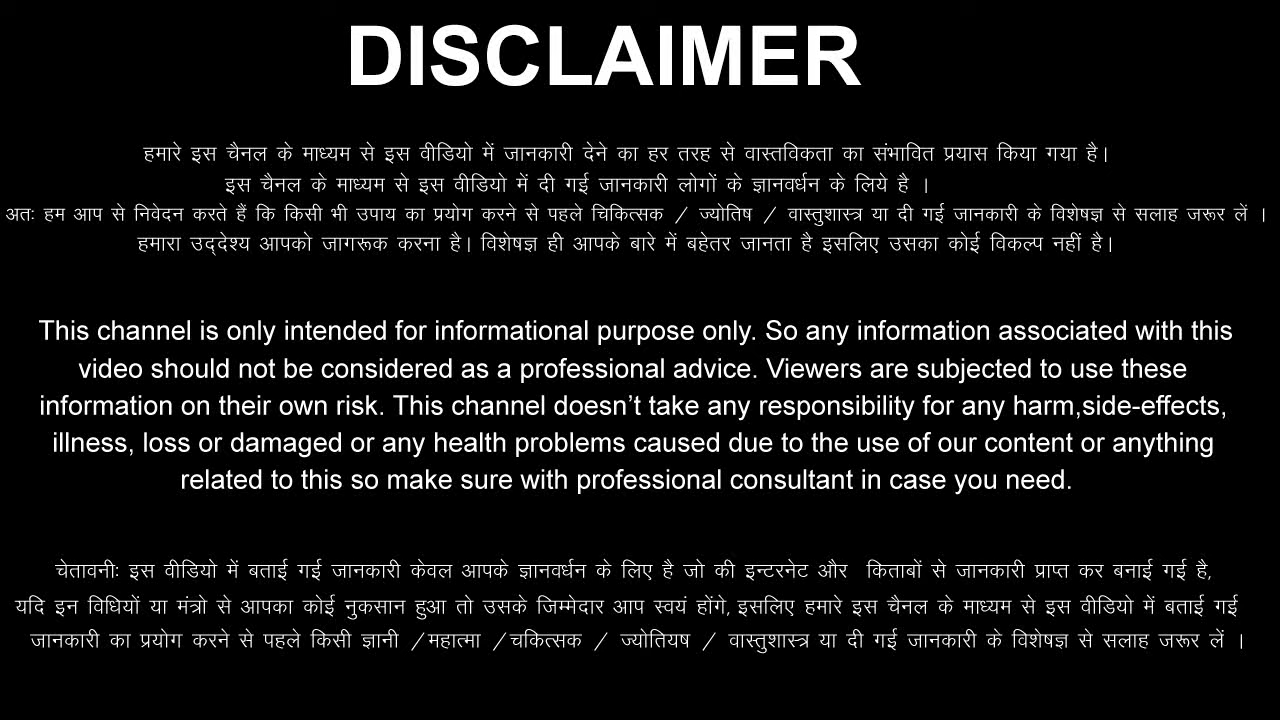 DISCLAIMER
हमारे इस चैनल के माध्यम से इस वीडियो में जानकारी देने का हर तरह से वास्तविकता का संभावित प्रयास किया गया है।
इस चैनल के माध्यम से इस वीडियो में दी गई जानकारी लोगों के ज्ञानवर्धन के लिये है ।
अतः हम आप से निवेदन करते हैं कि किसी भी उपाय का प्रयोग करने से पहले चिकित्सक / ज्योतिष / वास्तुशास्त्र या दी गई जानकारी के विशेषज्ञ से सलाह जरूर लें ।
हमारा उद्देश्य आपको जागरूक करना है। विशेषज्ञ ही आपके बारे में बहेतर जानता है इसलिए उसका कोई विकल्प नहीं है।
This channel is only intended for informational purpose only. So any information associated with this
video should not be considered as a professional advice. Viewers are subjected to use these
information on their own risk. This channel doesn’t take any responsibility for any harm,side-effects,
illness, loss or damaged or any health problems caused due to the use of our content or anything
related to this so make sure with professional consultant in case you need.
चेतावनीः इस वीडियो में बताई गई जानकारी केवल आपके ज्ञानवर्धन के लिए है जो की इन्टरनेट और किताबों से जानकारी प्राप्त कर बनाई गई है,
यदि इन विधियों या मंत्रो से आपका कोई नुकसान हुआ तो उसके जिम्मेदार आप स्वयं होंगे, इसलिए हमारे इस चैनल के माध्यम से इस वीडियो में बताई गई
जानकारी का प्रयोग करने से पहले किसी ज्ञानी /महात्मा /चकित्सक / ज्योतियष / वास्तुशास्त्र या दी गई जानकारी के विशेषज्ञ से सलाह जरूर लें ।